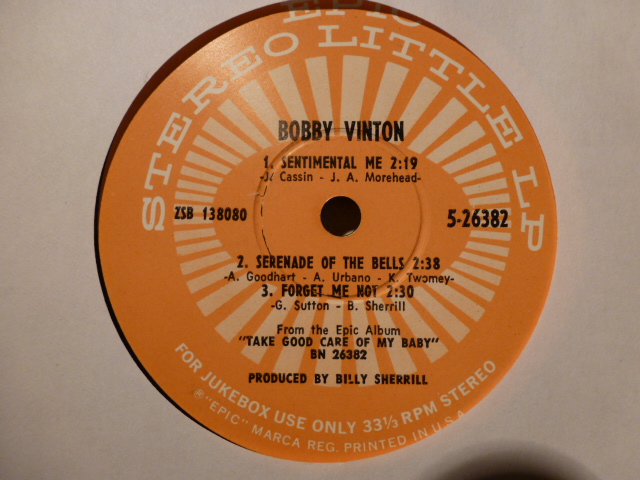 EPIC
STEREO LITTLE LP
BOBBY VINTON
1. SENTIMENTAL ME 2:19
-J. Cassin - J. A. Morehead-
ZSB 138080
5-26382
2. SERENADE OF THE BELLS 2:38
-A. Goodhart - A. Urbano - K. Twomey-
3. FORGET ME NOT 2:30
-G. Sutton - B. Sherrill
From the Epic Album
"TAKE GOOD CARE OF MY BABY"
BN 26382
PRODUCED BY BILLY SHERRILL
FOR JUKEBOX USE ONLY 33⅓ RPM STEREO
®"EPIC" MARCA REG. PRINTED IN U.S.A.